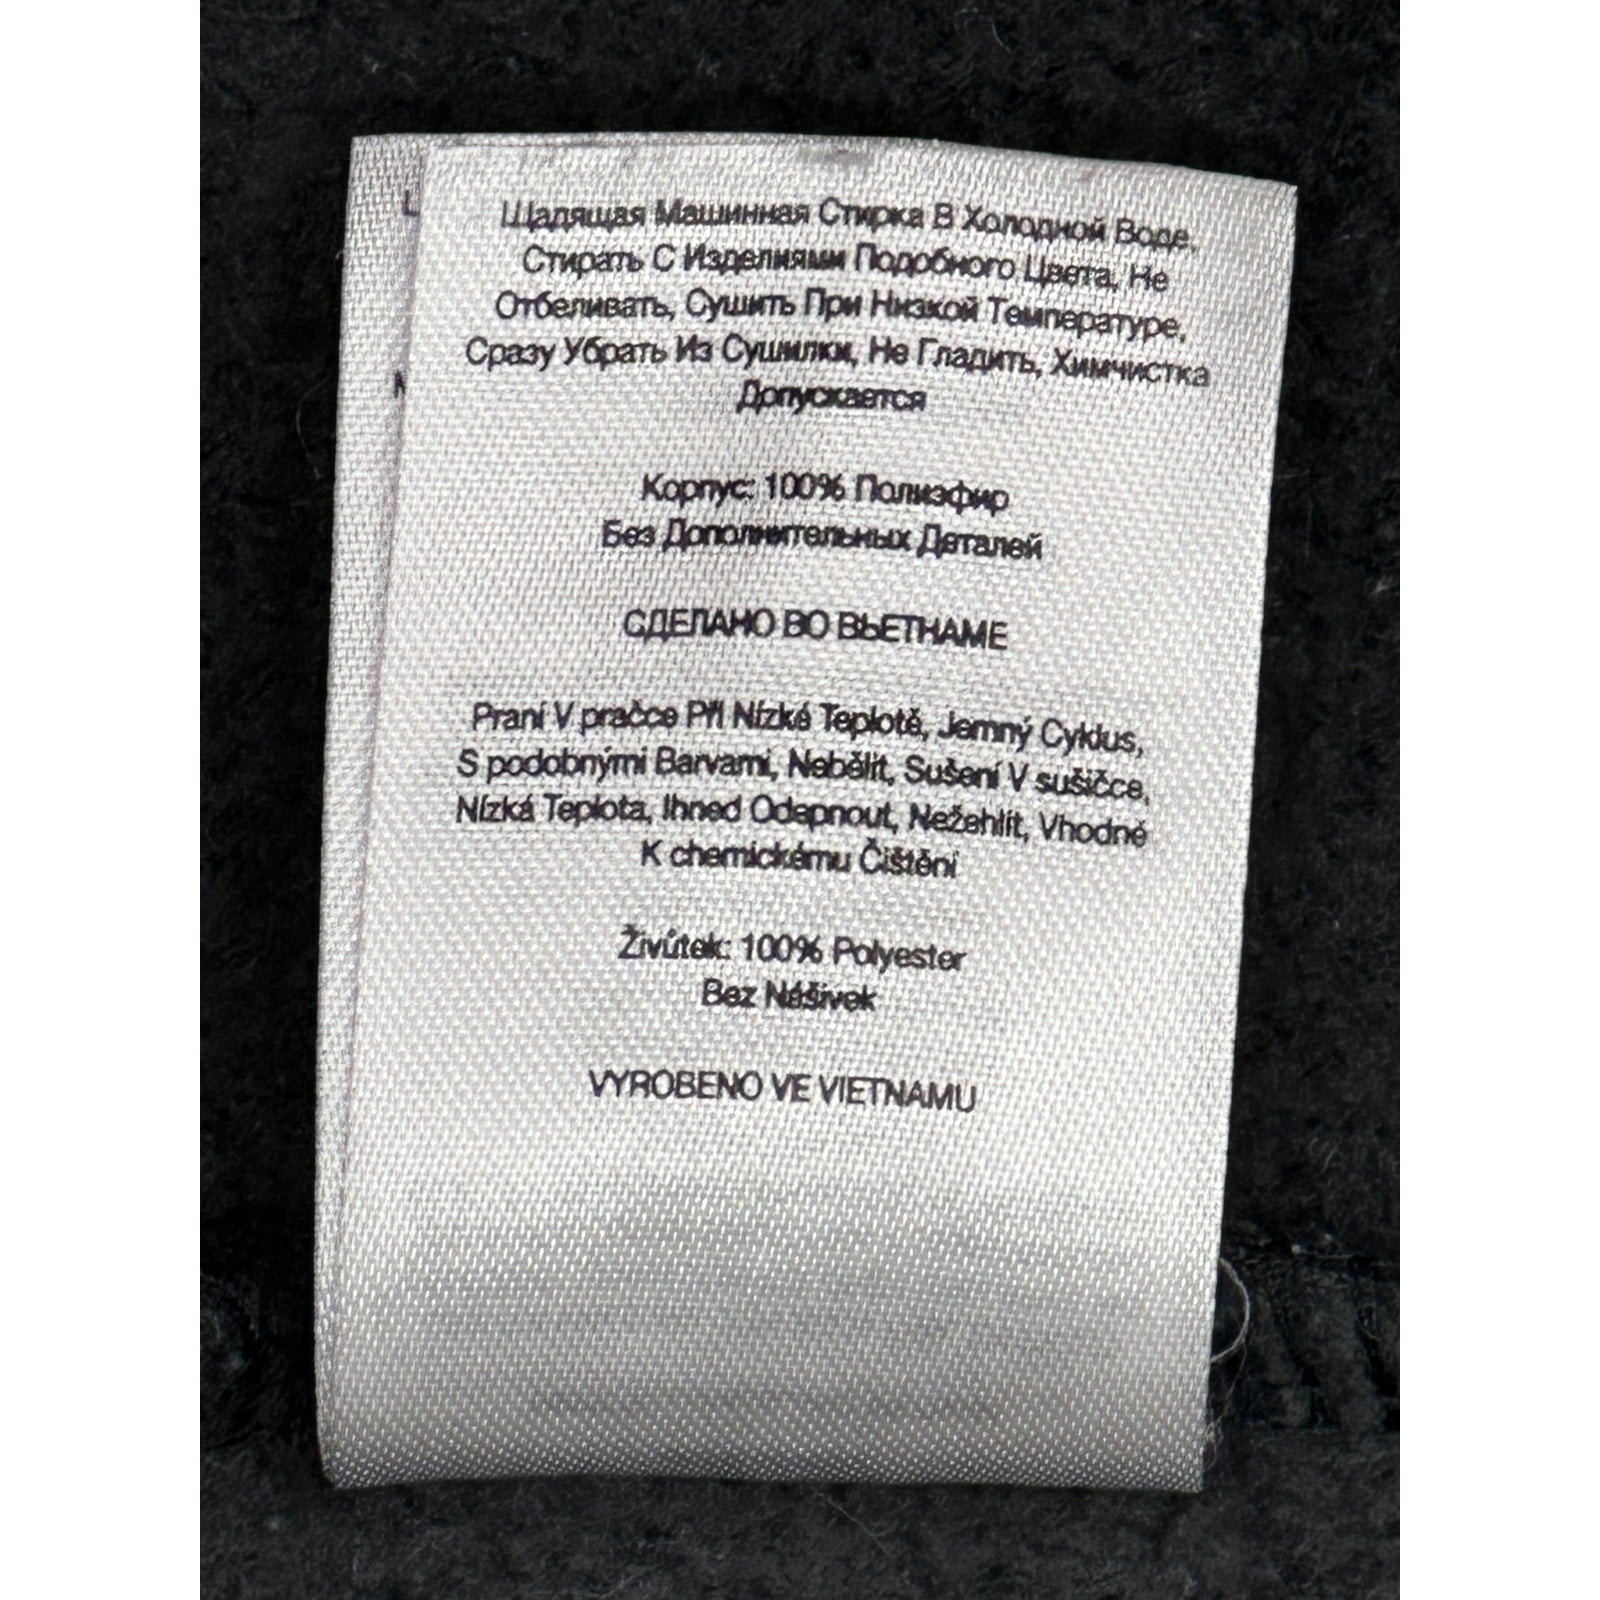 Щадящая Машинная Стирка В Холодной Воде,
Стирать С Изделиями Подобного Цвета, Не
Отбеливать, Сушить При Низкой Температуре,
Сразу Убрать Из Сушилки, Не Гладить, Химчистка
Допускается
Корпус: 100% Полиэфир
Без Дополнительных Деталей
СДЕЛАНО ВО ВЬЕТНАМЕ
Praní V pračce Při Nízké Teplotě, Jemný Cyklus,
S podobnými Barvami, Nebělit, Sušení V sušičce,
Nízká Teplota, Ihned Odepnout, Nežehlit, Vhodné
K chemickému Čištění
Živůtek: 100% Polyester
Bez Nášivek
VYROBENO VE VIETNAMU